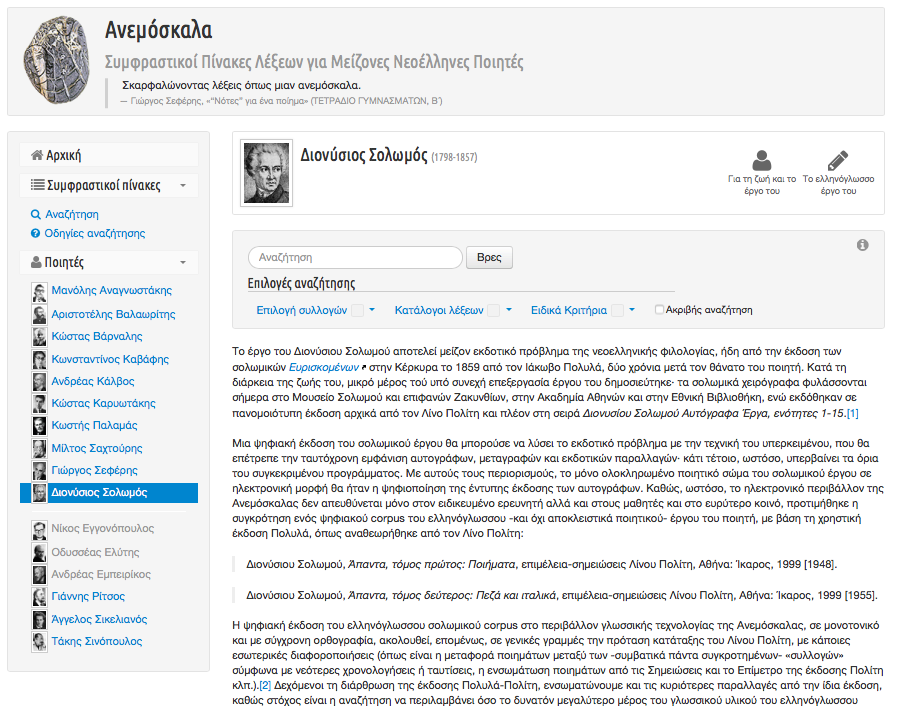 Ανεμόσκαλα
Συμφραστικοί Πίνακες Λέξεων για Μείζονες Νεοέλληνες Ποιητές
Σκαρφαλώνοντας λέξεις όπως μιαν ανεμόσκαλα.
— Γιώργος Σεφέρης, «"Νότες" για ένα ποίημα» (ΤΕΤΡΑΔΙΟ ΓΥΜΝΑΣΜΑΤΩΝ, Β΄)
Αρχική
Συμφραστικοί πίνακες
Αναζήτηση
Οδηγίες αναζήτησης
Ποιητές
Μανόλης Αναγνωστάκης
Αριστοτέλης Βαλαωρίτης
Κώστας Βάρναλης
Κωνσταντίνος Καβάφης
Ανδρέας Κάλβος
Κώστας Καρυωτάκης
Κωστής Παλαμάς
Μίλτος Σαχτούρης
Γιώργος Σεφέρης
Διονύσιος Σολωμός
Νίκος Εγγονόπουλος
Οδυσσέας Ελύτης
Ανδρέας Εμπειρίκος
Γιάννης Ρίτσος
Άγγελος Σικελιανός
Τάκης Σινόπουλος
Διονύσιος Σολωμός (1798-1857)
Για τη ζωή και το έργο του
Το ελληνόγλωσσο έργο του
Αναζήτηση
Βρες
Επιλογές αναζήτησης
Επιλογή συλλογών Κατάλογοι λέξεων Ειδικά Κριτήρια Ακριβής αναζήτηση
Το έργο του Διονύσιου Σολωμού αποτελεί μείζον εκδοτικό πρόβλημα της νεοελληνικής φιλολογίας, ήδη από την έκδοση των
σολωμικών Ευρισκομένων στην Κέρκυρα το 1859 από τον Ιάκωβο Πολυλά, δύο χρόνια μετά τον θάνατο του ποιητή. Κατά τη
διάρκεια της ζωής του, μικρό μέρος τού υπό συνεχή επεξεργασία έργου του δημοσιεύτηκε· τα σολωμικά χειρόγραφα φυλάσσονται
σήμερα στο Μουσείο Σολωμού και επιφανών Ζακυνθίων, στην Ακαδημία Αθηνών και στην Εθνική Βιβλιοθήκη, ενώ εκδόθηκαν σε
πανομοιότυπη έκδοση αρχικά από τον Λίνο Πολίτη και πλέον στη σειρά Διονυσίου Σολωμού Αυτόγραφα Έργα, ενότητες 1-15.[1]
Μια ψηφιακή έκδοση του σολωμικού έργου θα μπορούσε να λύσει το εκδοτικό πρόβλημα με την τεχνική του υπερκειμένου, που θα
επέτρεπε την ταυτόχρονη εμφάνιση αυτογράφων, μεταγραφών και εκδοτικών παραλλαγών· κάτι τέτοιο, ωστόσο, υπερβαίνει τα όρια
του συγκεκριμένου προγράμματος. Με αυτούς τους περιορισμούς, το μόνο ολοκληρωμένο ποιητικό σώμα του σολωμικού έργου σε
ηλεκτρονική μορφή θα ήταν η ψηφιοποίηση της έντυπης έκδοσης των αυτογράφων. Καθώς, ωστόσο, το ηλεκτρονικό περιβάλλον της
Ανεμόσκαλας δεν απευθύνεται μόνο στον ειδικευμένο ερευνητή αλλά και στους μαθητές και στο ευρύτερο κοινό, προτιμήθηκε η
συγκρότηση ενός ψηφιακού corpus του ελληνόγλωσσου -και όχι αποκλειστικά ποιητικού- έργου του ποιητή, με βάση τη χρηστική
έκδοση Πολυλά, όπως αναθεωρήθηκε από τον Λίνο Πολίτη:
Διονύσιου Σολωμού, Άπαντα, τόμος πρώτος: Ποιήματα, επιμέλεια-σημειώσεις Λίνου Πολίτη, Αθήνα: Ίκαρος, 1999 [1948].
Διονύσιου Σολωμού, Άπαντα, τόμος δεύτερος: Πεζά και ιταλικά, επιμέλεια-σημειώσεις Λίνου Πολίτη, Αθήνα: Ίκαρος, 1999 [1955].
Η ψηφιακή έκδοση του ελληνόγλωσσου σολωμικού corpus στο περιβάλλον γλωσσικής τεχνολογίας της Ανεμόσκαλας, σε μονοτονικό
και με σύγχρονη ορθογραφία, ακολουθεί, επομένως, σε γενικές γραμμές την πρόταση κατάταξης του Λίνου Πολίτη, με κάποιες
εσωτερικές διαφοροποιήσεις (όπως είναι η μεταφορά ποιημάτων μεταξύ των -συμβατικά πάντα συγκροτημένων- «συλλογών»
σύμφωνα με νεότερες χρονολογήσεις ή ταυτίσεις, η ενσωμάτωση ποιημάτων από τις Σημειώσεις και το Επίμετρο της έκδοσης Πολίτη
κλπ.).[2] Δεχόμενοι τη διάρθρωση της έκδοσης Πολυλά-Πολίτη, ενσωματώνουμε και τις κυριότερες παραλλαγές από την ίδια έκδοση,
καθώς στόχος είναι η αναζήτηση να περιλαμβάνει όσο το δυνατόν μεγαλύτερο μέρος του γλωσσικού υλικού του ελληνόγλωσσου